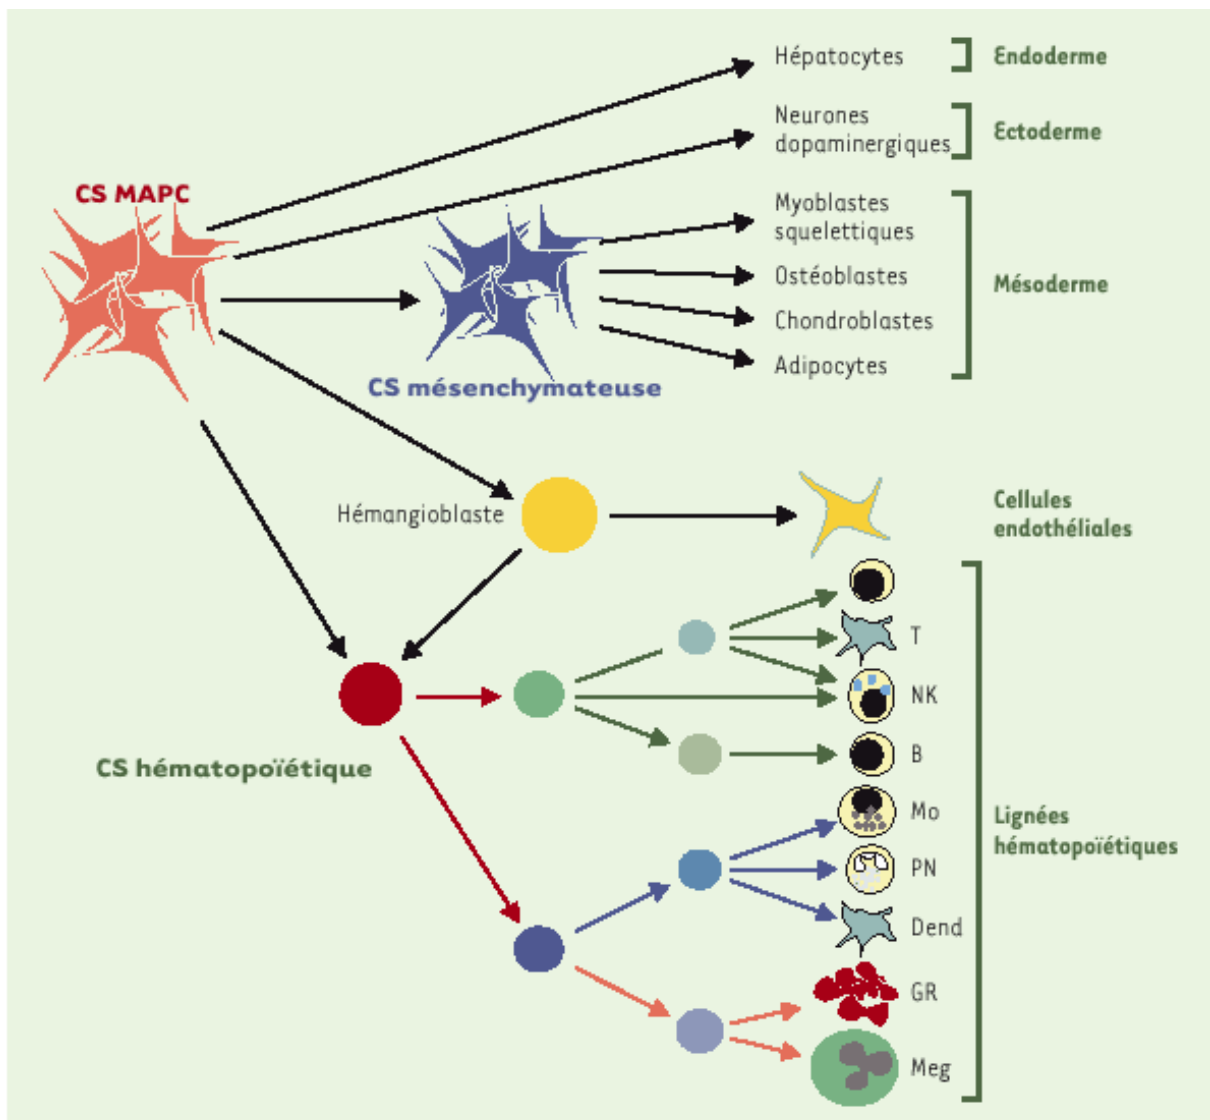 Hépatocytes
Endoderme
Neurones
dopaminergiques
Ectoderme
CS MAPC
Myoblastes
squelettiques
Ostéoblastes
Mésoderme
Chondroblastes
Adipocytes
CS mésenchymateuse
Hémangioblaste
Cellules
endothéliales
T
NK
B
CS hématopoïétique
Mo
Lignées
hématopoïétiques
PN
Dend
GR
Meg